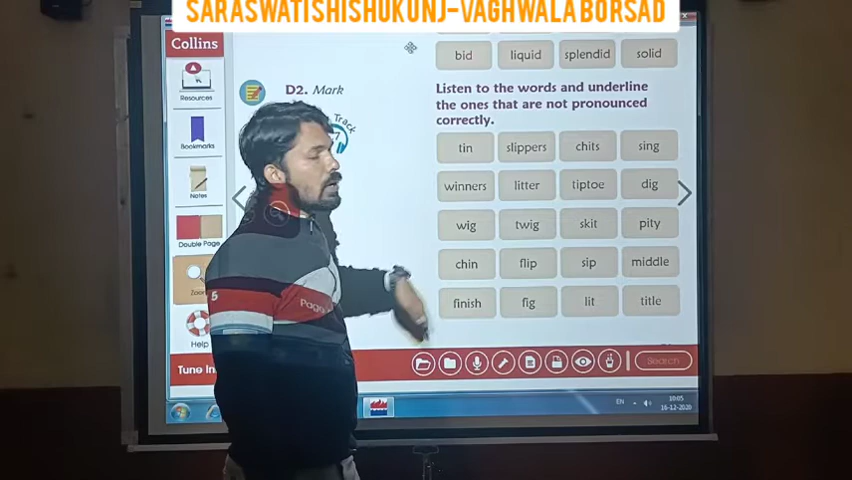 SARASWATISHISHUKUNJ-VAGHWALA BORSAD
Collins
Resources
Bookmarks
Notes
Double Page
Zoom
5
Page
Help
Tune In
bid liquid splendid solid
D2. Mark
Track
7
Listen to the words and underline
the ones that are not pronounced
correctly.
tin slippers chits sing
winners litter tiptoe dig
wig twig skit pity
chin flip sip middle
finish fig lit title
Search
EN
10:05
16-12-2020